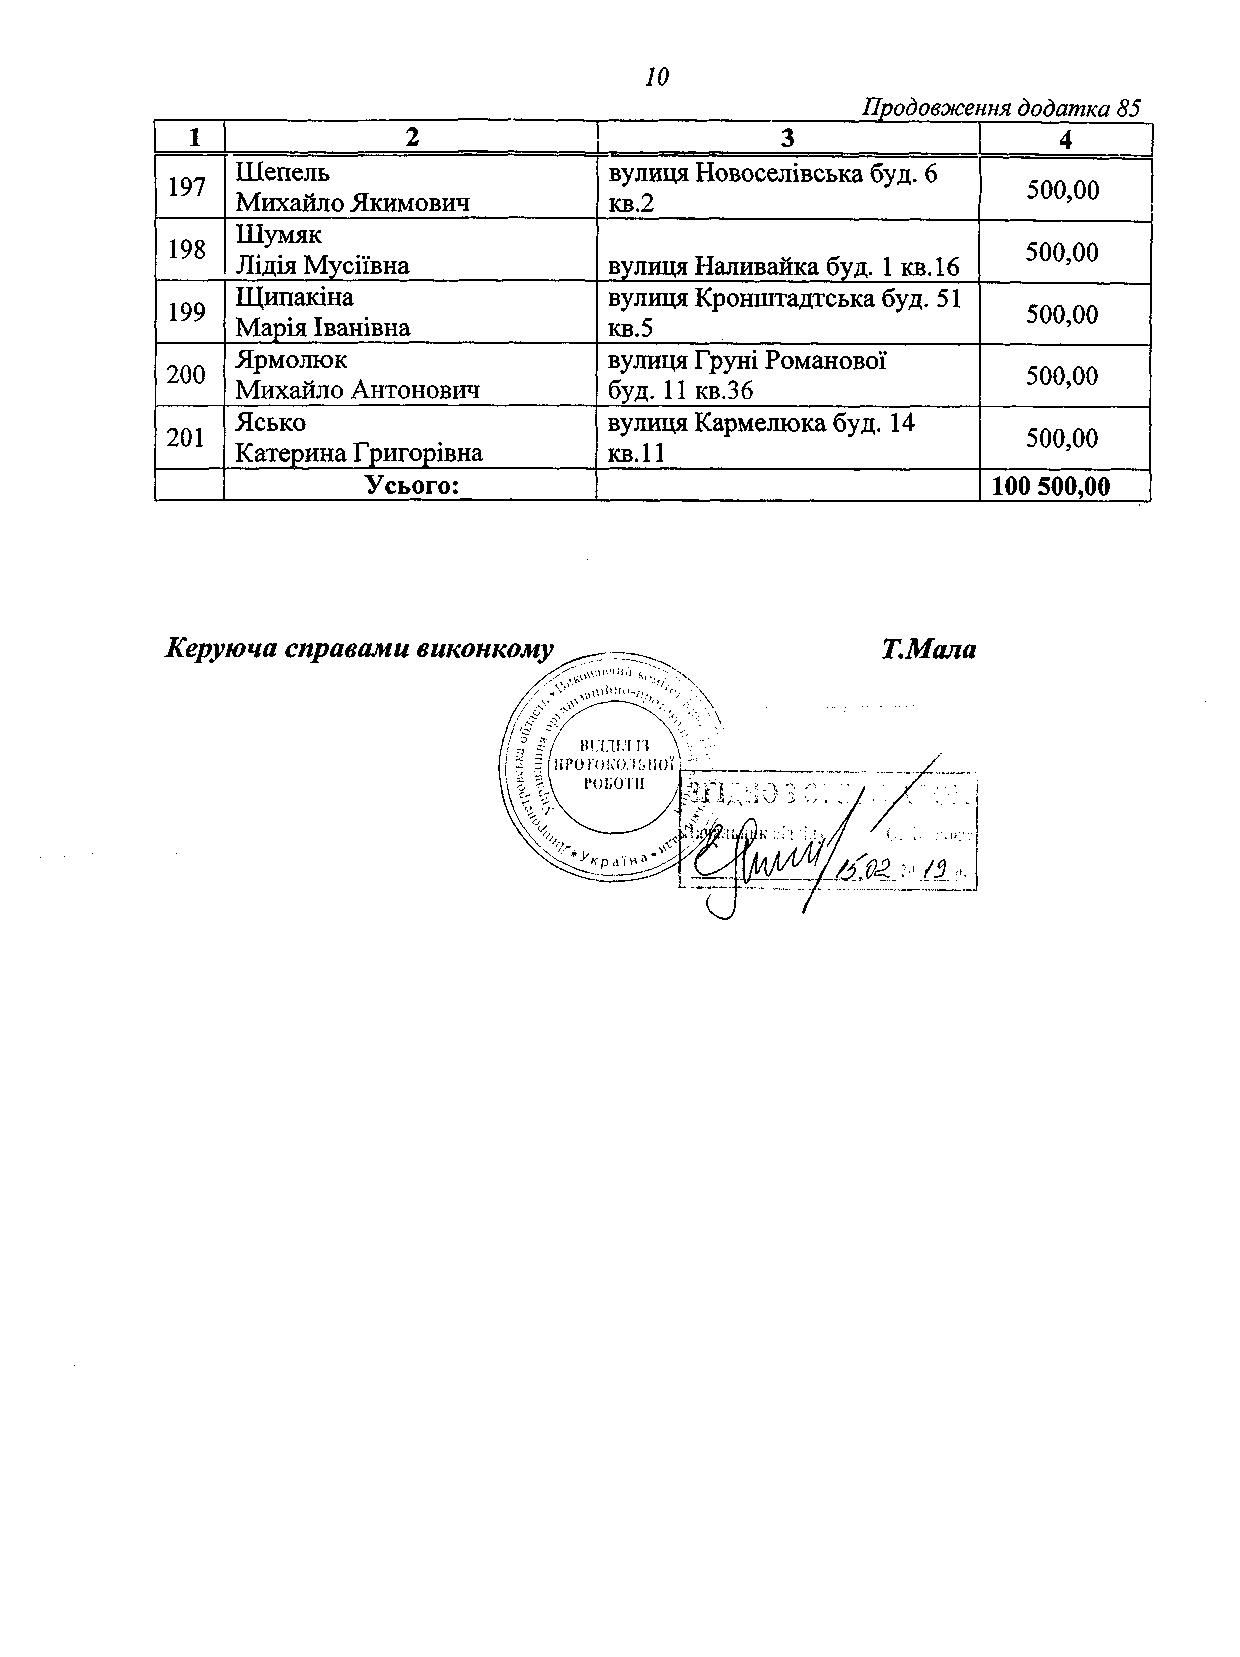 10
Продовження додатка 85
1 2 3 4
197 Шепель Михайло Якимович вулиця Новоселівська буд. 6 кв.2 500,00
198 Шумяк Лідія Мусіївна вулиця Наливайка буд. 1 кв.16 500,00
199 Щипакіна Марія Іванівна вулиця Кронштадтська буд. 51 кв.5 500,00
200 Ярмолюк Михайло Антонович вулиця Груні Романової буд. 11 кв.36 500,00
201 Ясько Катерина Григорівна вулиця Кармелюка буд. 14 кв.11 500,00
Усього: 100 500,00
Керуюча справами виконкому Т.Мала
ВІДДІЛ ІЗ
ПРОТОКОЛЬНОЇ
РОБОТИ
Україна
15.02 19